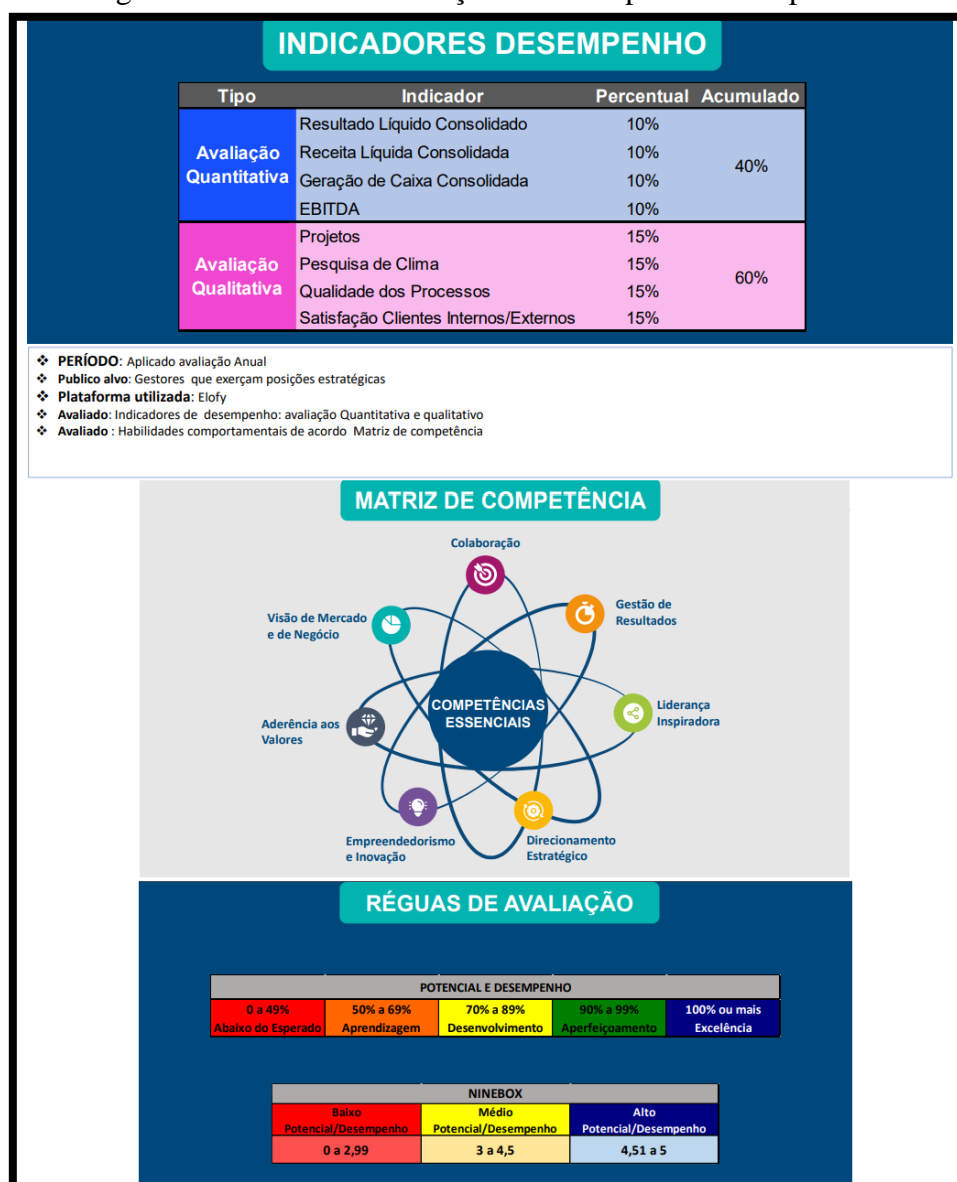 INDICADORES DESEMPENHO
Tipo Indicador Percentual Acumulado
Avaliação Quantitativa
Resultado Líquido Consolidado 10%
Receita Líquida Consolidada 10%
Geração de Caixa Consolidada 10%
EBITDA 10%
40%
Avaliação Qualitativa
Projetos 15%
Pesquisa de Clima 15%
Qualidade dos Processos 15%
Satisfação Clientes Internos/Externos 15%
60%
❖ PERÍODO: Aplicado avaliação Anual
❖ Publico alvo: Gestores que exerçam posições estratégicas
❖ Plataforma utilizada: Elofy
❖ Avaliado: Indicadores de desempenho: avaliação Quantitativa e qualitativo
❖ Avaliado : Habilidades comportamentais de acordo Matriz de competência
MATRIZ DE COMPETÊNCIA
Colaboração
Gestão de
Resultados
Visão de Mercado
e de Negócio
COMPETÊNCIAS
ESSENCIAIS
Liderança
Inspiradora
Aderência aos
Valores
Empreendedorismo
e Inovação
Direcionamento
Estratégico
RÉGUAS DE AVALIAÇÃO
POTENCIAL E DESEMPENHO
0 a 49% 50% a 69% 70% a 89% 90% a 99% 100% ou mais
Abaixo do Esperado Aprendizagem Desenvolvimento Aperfeiçoamento Excelência
NINEBOX
Baixo Médio Alto
Potencial/Desempenho Potencial/Desempenho Potencial/Desempenho
0 a 2,99 3 a 4,5 4,51 a 5